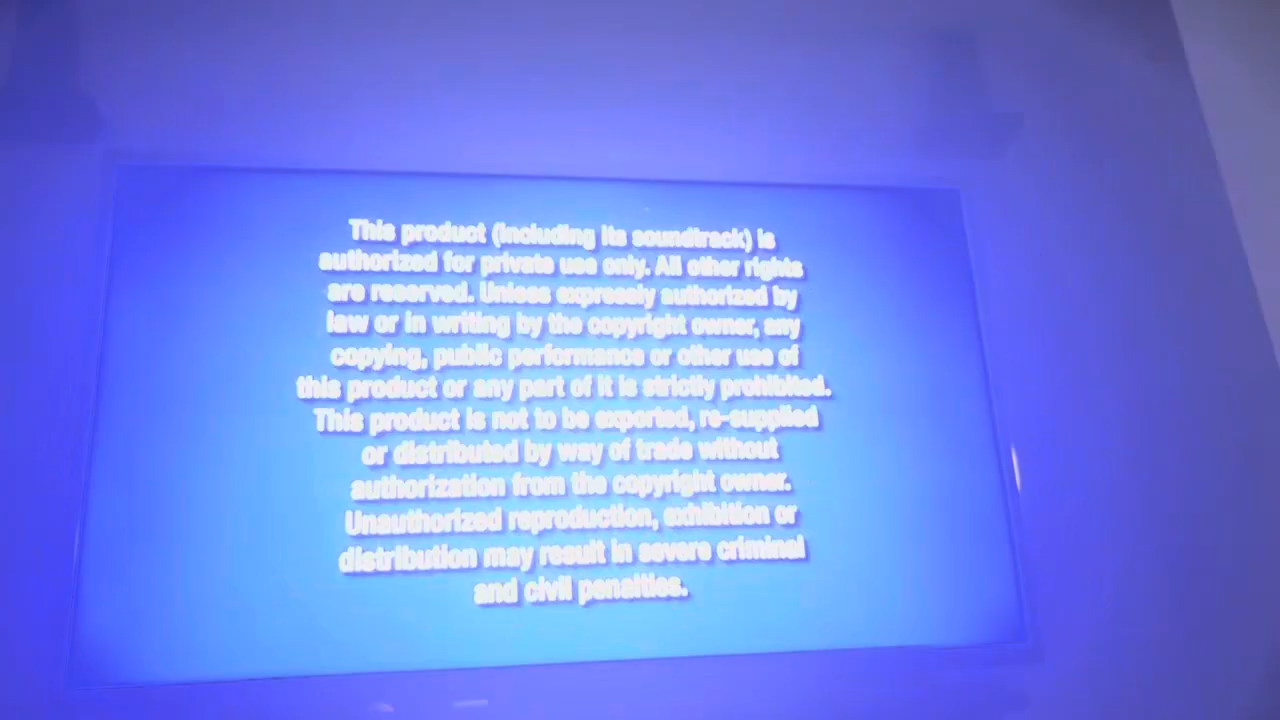 This product (including its soundtrack) is
authorized for private use only. All other rights
are reserved. Unless expressly authorized by
law or in writing by the copyright owner, any
copying, public performance or other use of
this product or any part of it is strictly prohibited.
This product is not to be exported, re-supplied
or distributed by way of trade without
authorization from the copyright owner.
Unauthorized reproduction, exhibition or
distribution may result in severe criminal
and civil penalties.